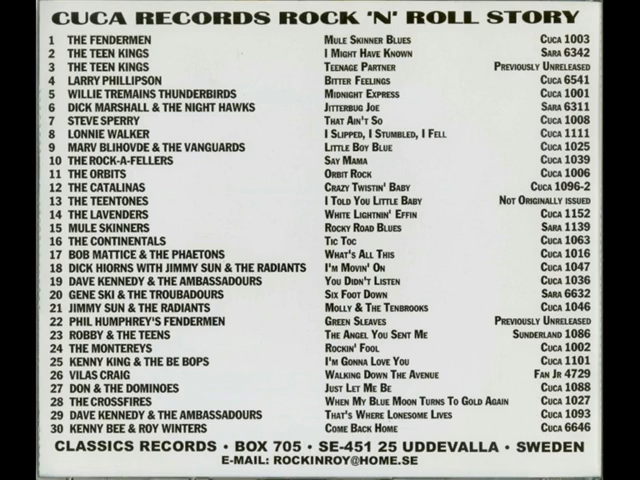 CUCA RECORDS ROCK 'N' ROLL STORY
1 THE FENDERMEN MULE SKINNER BLUES CUCA 1003
2 THE TEEN KINGS I MIGHT HAVE KNOWN SARA 6342
3 THE TEEN KINGS TEENAGE PARTNER PREVIOUSLY UNRELEASED
4 LARRY PHILLIPSON BITTER FEELINGS CUCA 6541
5 WILLIE TREMAINS THUNDERBIRDS MIDNIGHT EXPRESS CUCA 1001
6 DICK MARSHALL & THE NIGHT HAWKS JITTERBUG JOE SARA 6311
7 STEVE SPERRY THAT AIN'T SO CUCA 1008
8 LONNIE WALKER I SLIPPED, I STUMBLED, I FELL CUCA 1111
9 MARV BLIHOVDE & THE VANGUARDS LITTLE BOY BLUE CUCA 1025
10 THE ROCK-A-FELLERS SAY MAMA CUCA 1039
11 THE ORBITS ORBIT ROCK CUCA 1006
12 THE CATALINAS CRAZY TWISTIN' BABY CUCA 1096-2
13 THE TEENTONES I TOLD YOU LITTLE BABY NOT ORIGINALLY ISSUED
14 THE LAVENDERS WHITE LIGHTNIN' EFFIN CUCA 1152
15 MULE SKINNERS ROCKY ROAD BLUES SARA 1139
16 THE CONTINENTALS TIC TOC CUCA 1063
17 BOB MATTICE & THE PHAETONS WHAT'S ALL THIS CUCA 1016
18 DICK HIORNS WITH JIMMY SUN & THE RADIANTS I'M MOVIN' ON CUCA 1047
19 DAVE KENNEDY & THE AMBASSADOURS YOU DIDN'T LISTEN CUCA 1036
20 GENE SKI & THE TROUBADOURS SIX FOOT DOWN SARA 6632
21 JIMMY SUN & THE RADIANTS MOLLY & THE TENBROOKS CUCA 1046
22 PHIL HUMPHREY'S FENDERMEN GREEN SLEAVES PREVIOUSLY UNRELEASED
23 ROBBY & THE TEENS THE ANGEL YOU SENT ME SUNDERLAND 1086
24 THE MONTEREYS ROCKIN' FOOL CUCA 1002
25 KENNY KING & THE BE BOPS I'M GONNA LOVE YOU CUCA 1101
26 VILAS CRAIG WALKING DOWN THE AVENUE FAN JR 4729
27 DON & THE DOMINOES JUST LET ME BE CUCA 1088
28 THE CROSSFIRES WHEN MY BLUE MOON TURNS TO GOLD AGAIN CUCA 1027
29 DAVE KENNEDY & THE AMBASSADOURS THAT'S WHERE LONESOME LIVES CUCA 1093
30 KENNY BEE & ROY WINTERS COME BACK HOME CUCA 6646
CLASSICS RECORDS · BOX 705 · SE-451 25 UDDEVALLA · SWEDEN
E-MAIL: ROCKINROY@HOME.SE